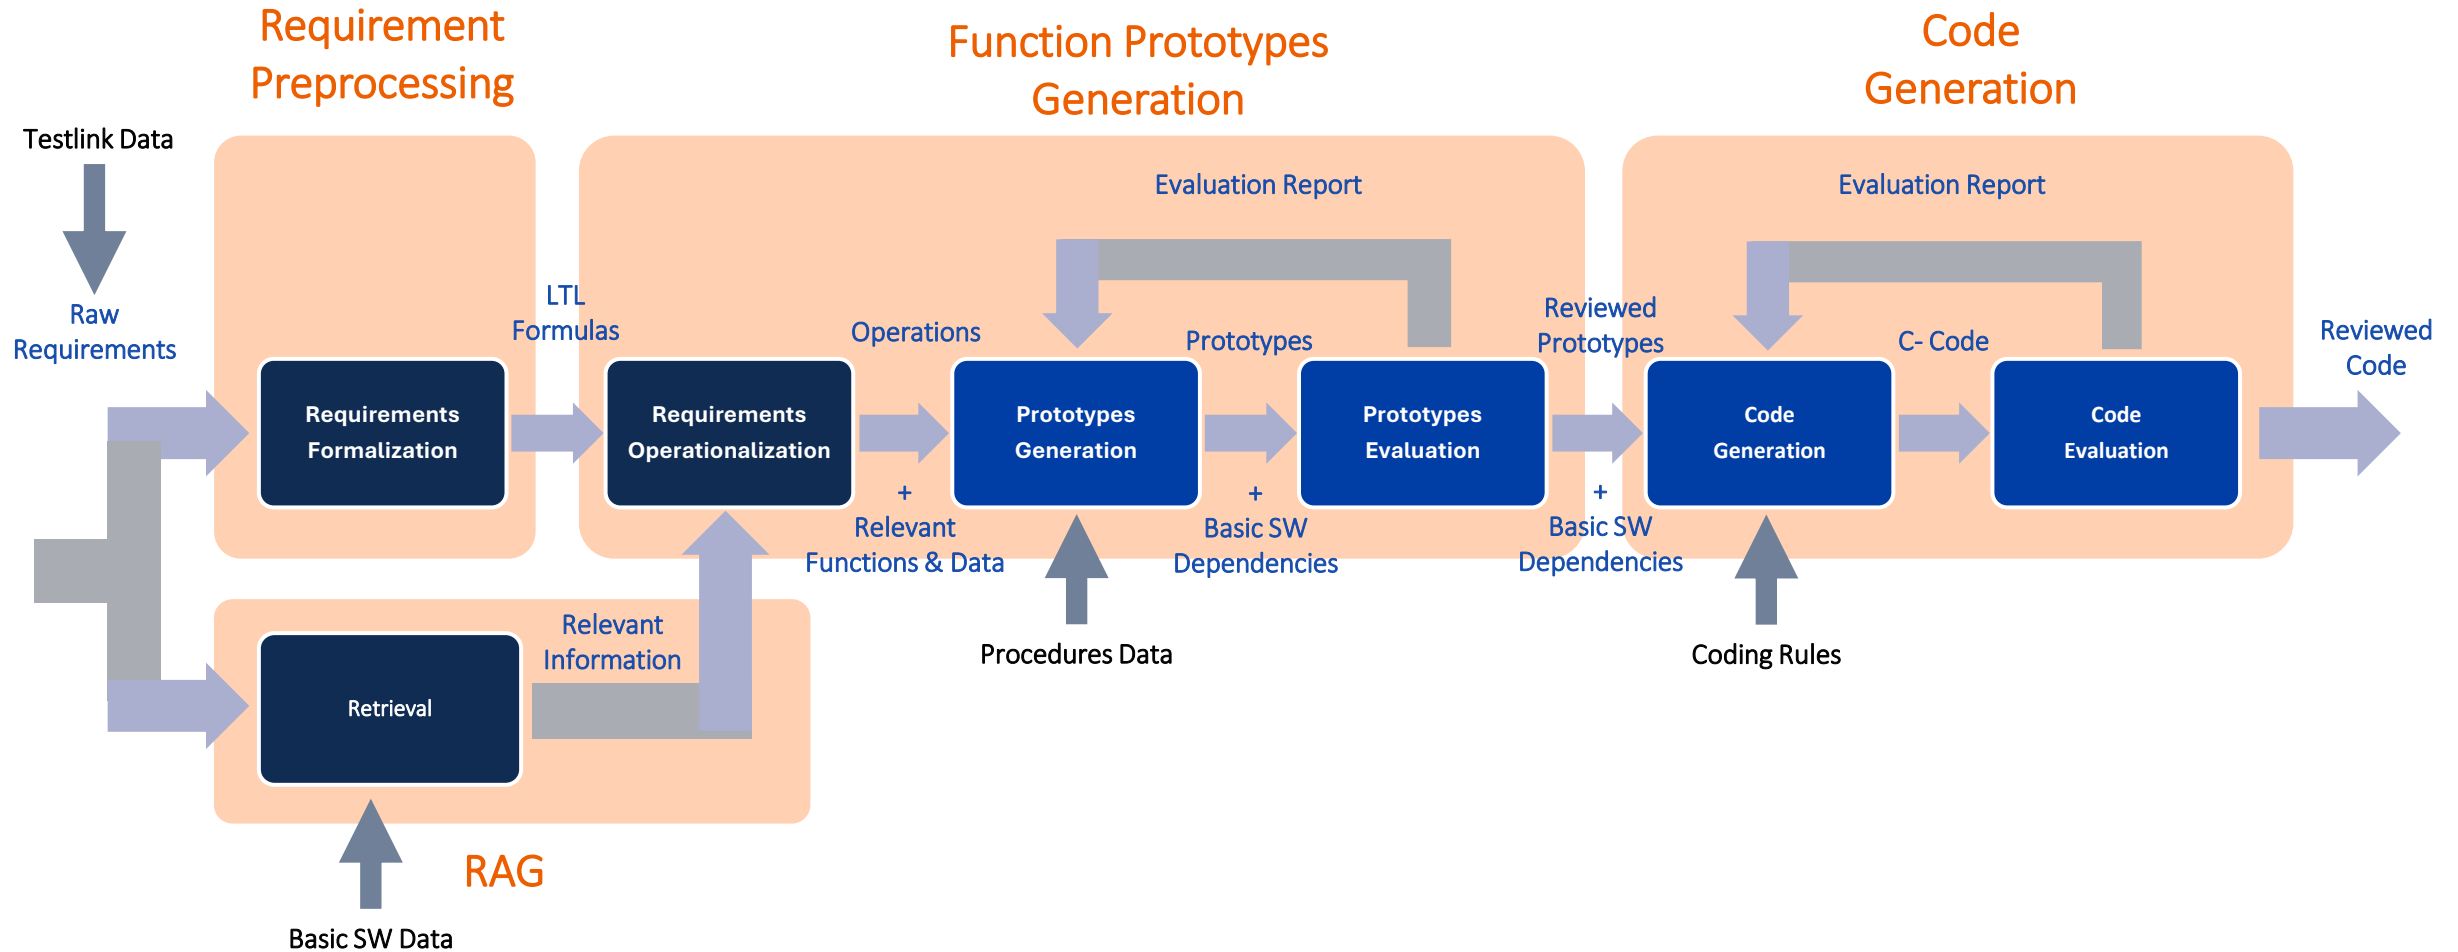 Requirement
Preprocessing
Function Prototypes
Generation
Code
Generation
Testlink Data
Raw
Requirements
LTL
Formulas
Operations
Evaluation Report
Prototypes
Reviewed
Prototypes
Evaluation Report
C- Code
Reviewed
Code
Requirements
Formalization
Requirements
Operationalization
Prototypes
Generation
Prototypes
Evaluation
Code
Generation
Code
Evaluation
+
Relevant
Functions & Data
+
Basic SW
Dependencies
+
Basic SW
Dependencies
Relevant
Information
Procedures Data
Coding Rules
Retrieval
RAG
Basic SW Data